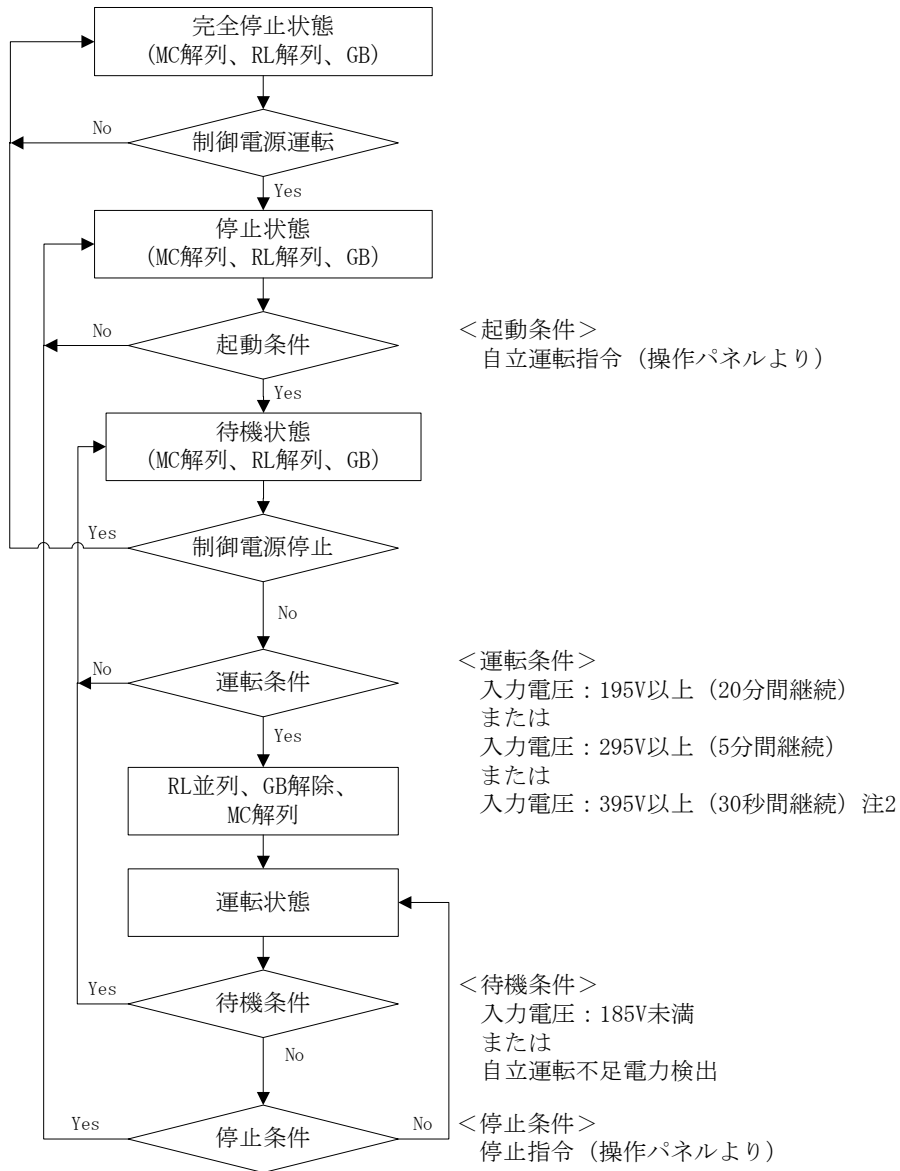 完全停止状態
(MC解列、RL解列、GB)
No
制御電源運転
Yes
停止状態
(MC解列、RL解列、GB)
No
起動条件
＜起動条件＞
自立運転指令（操作パネルより）
Yes
待機状態
(MC解列、RL解列、GB)
Yes
制御電源停止
No
No
運転条件
＜運転条件＞
入力電圧：195V以上（20分間継続）
または
入力電圧：295V以上（5分間継続）
または
入力電圧：395V以上（30秒間継続）注2
Yes
RL並列、GB解除、
MC解列
運転状態
Yes
待機条件
＜待機条件＞
入力電圧：185V未満
または
自立運転不足電力検出
No
Yes
停止条件
No
＜停止条件＞
停止指令（操作パネルより）